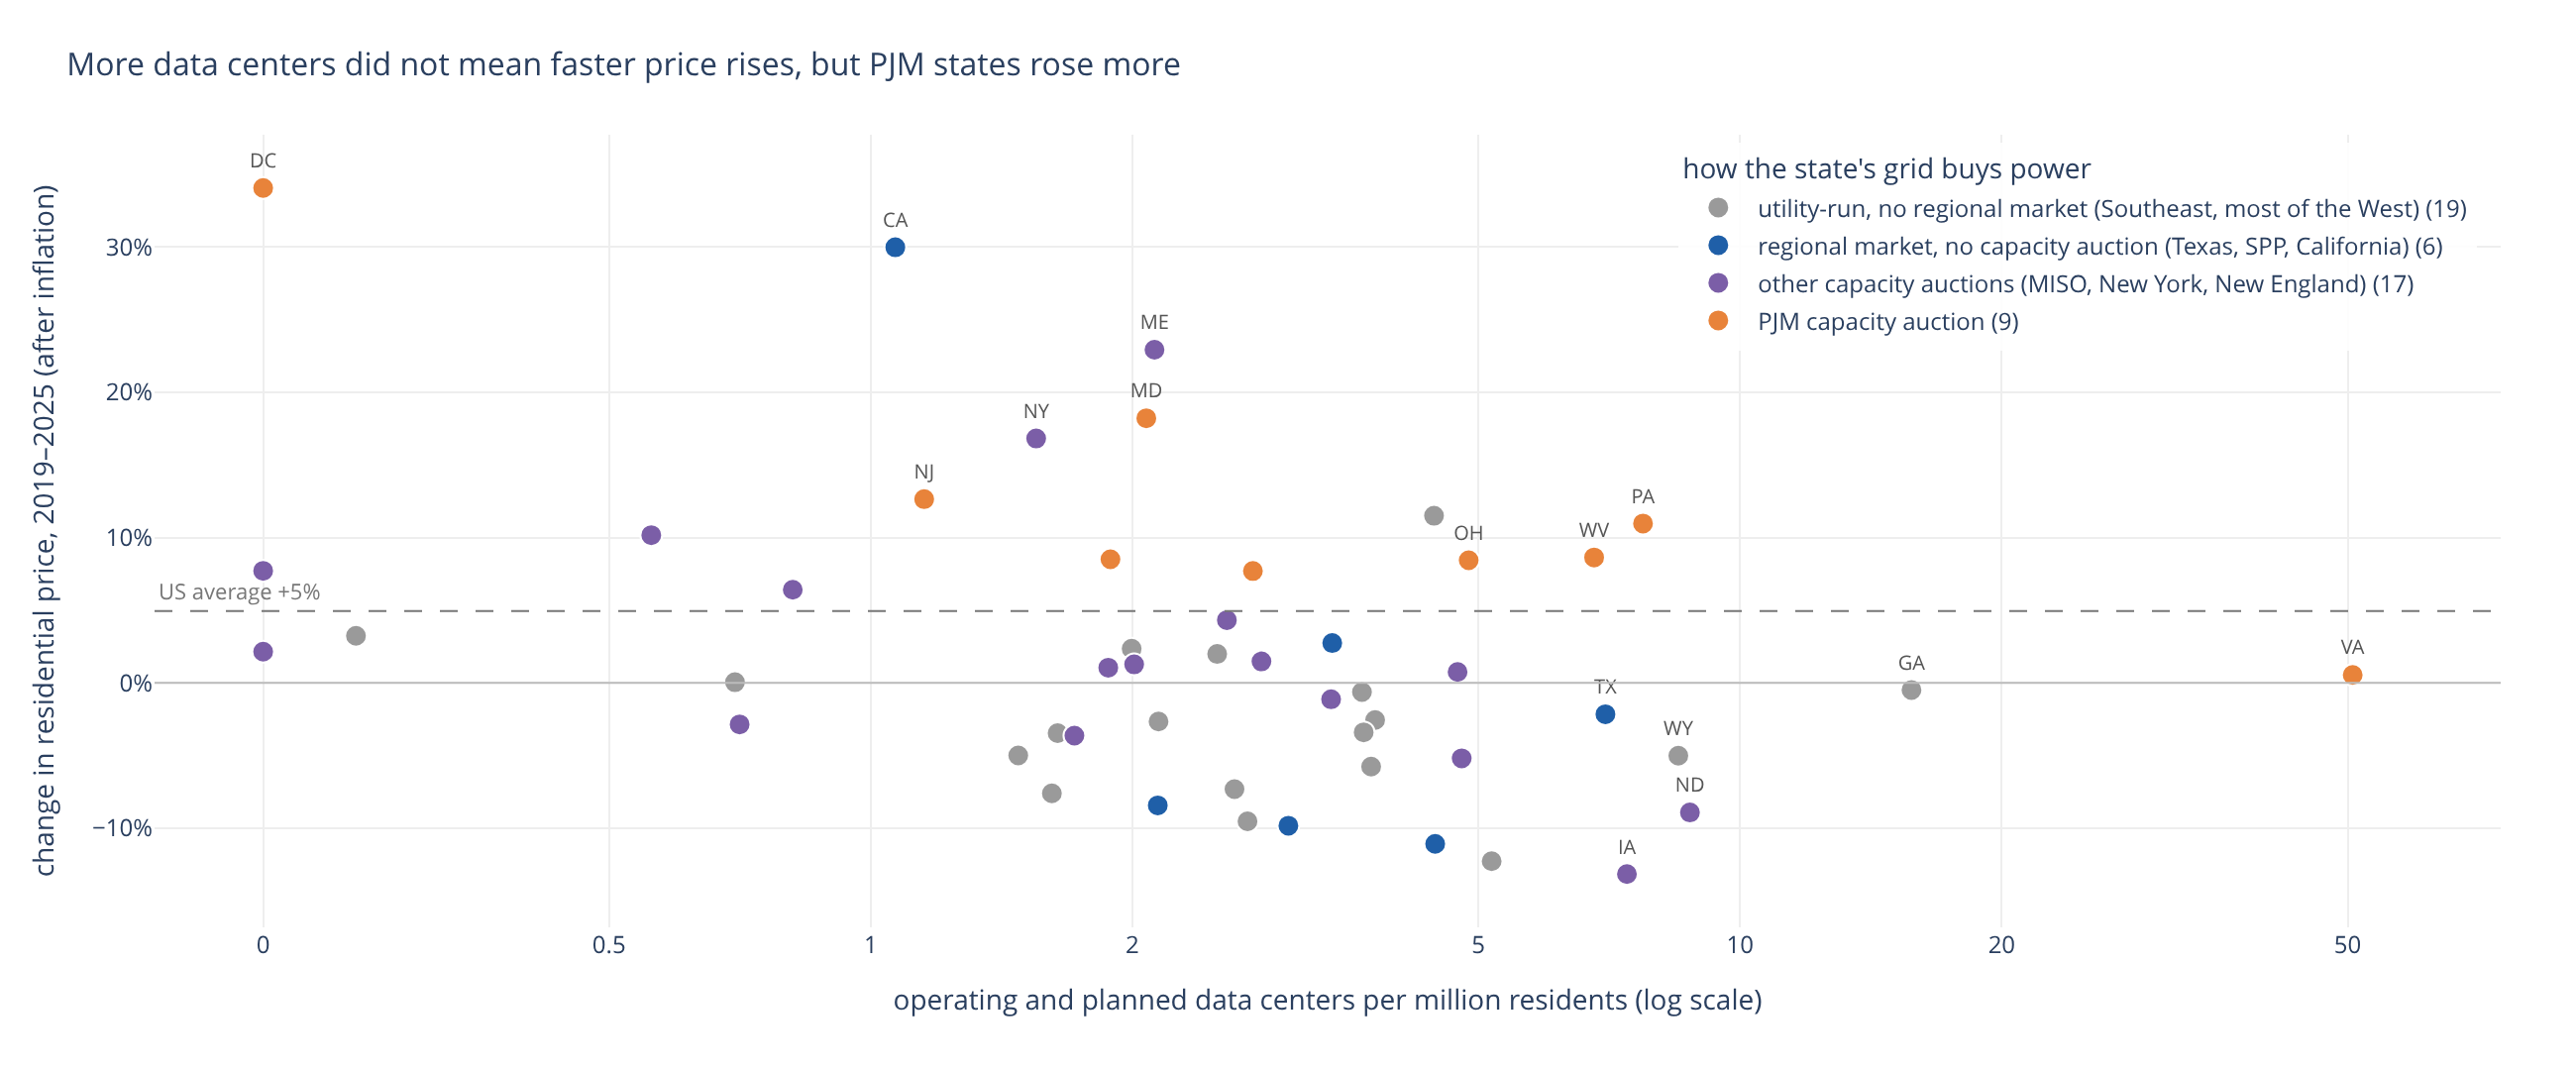 More data centers did not mean faster price rises, but PJM states rose more
how the state's grid buys power
utility-run, no regional market (Southeast, most of the West) (19)
regional market, no capacity auction (Texas, SPP, California) (6)
other capacity auctions (MISO, New York, New England) (17)
PJM capacity auction (9)
change in residential price, 2019–2025 (after inflation)
30%
20%
10%
0%
−10%
DC
CA
ME
MD
NY
NJ
PA
OH
WV
US average +5%
VA
GA
TX
WY
ND
IA
0
0.5
1
2
5
10
20
50
operating and planned data centers per million residents (log scale)